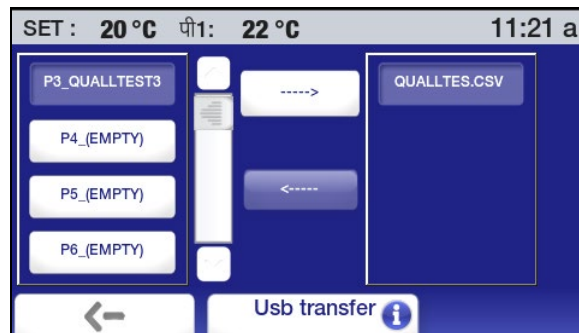 SET : 20 °C पी1: 22 °C 11:21 a
P3_QUALLTEST3
P4_(EMPTY)
P5_(EMPTY)
P6_(EMPTY)
----->
<-----
QUALLTES.CSV
Usb transfer